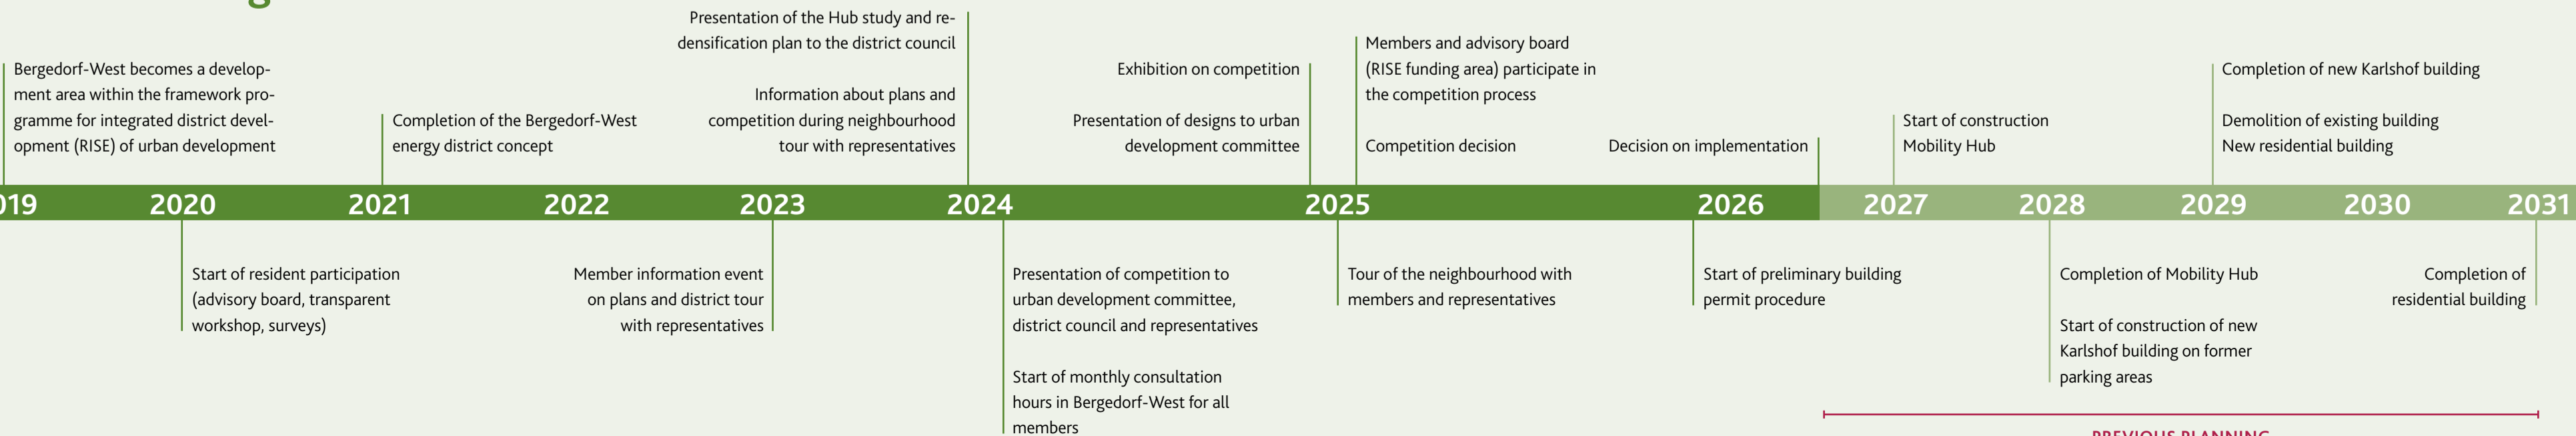 Presentation of the Hub study and re-
densification plan to the district council
Information about plans and
competition during neighbourhood
tour with representatives
Bergedorf-West becomes a develop-
ment area within the framework pro-
gramme for integrated district devel-
opment (RISE) of urban development
Completion of the Bergedorf-West
energy district concept
Exhibition on competition
Presentation of designs to urban
development committee
Members and advisory board
(RISE funding area) participate in
the competition process
Competition decision
Decision on implementation
Start of construction
Mobility Hub
Completion of new Karlshof building
Demolition of existing building
New residential building
019 2020 2021 2022 2023 2024 2025 2026 2027 2028 2029 2030 2031
Start of resident participation
(advisory board, transparent
workshop, surveys)
Member information event
on plans and district tour
with representatives
Presentation of competition to
urban development committee,
district council and representatives
Start of monthly consultation
hours in Bergedorf-West for all
members
Tour of the neighbourhood with
members and representatives
Start of preliminary building
permit procedure
Completion of Mobility Hub
Start of construction of new
Karlshof building on former
parking areas
Completion of
residential building
PREVIOUS PLANNING